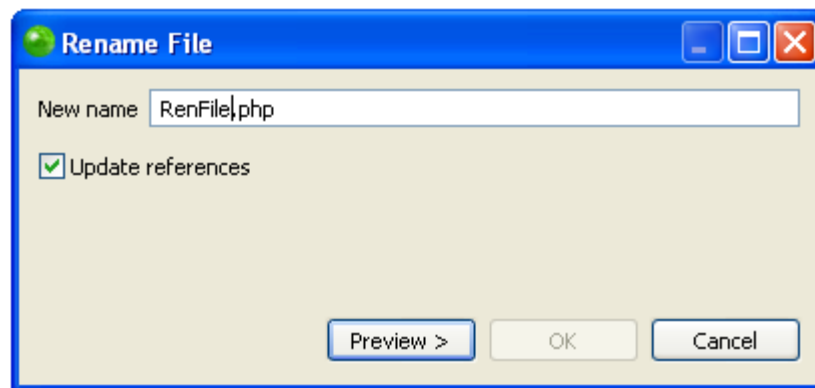 Rename File
New name RenFile.php
Update references
Preview > OK Cancel